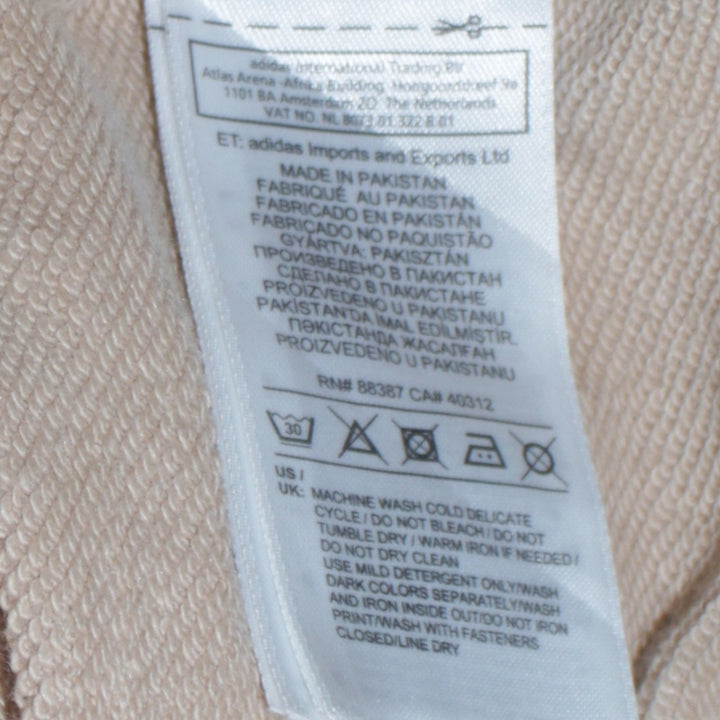 adidas International Trading BV
Atlas Arena -Afrika Building, Hoogoorddreef 9a
1101 BA Amsterdam ZO The Netherlands
VAT NO. NL 8073.01.322.B.01
ET: adidas Imports and Exports Ltd
MADE IN PAKISTAN
FABRIQUÉ AU PAKISTAN
FABRICADO EN PAKISTÁN
FABRICADO NO PAQUISTÃO
GYÁRTVA: PAKISZTÁN
ПРОИЗВЕДЕНО В ПАКИСТАН
СДЕЛАНО В ПАКИСТАНЕ
PROIZVEDENO U PAKISTANU
PAKİSTAN'DA İMAL EDİLMİŞTİR.
ПӘКІСТАНДА ЖАСАЛҒАН
PROIZVEDENO U PAKISTANU
RN# 88387 CA# 40312
30
US /
UK: MACHINE WASH COLD DELICATE
CYCLE / DO NOT BLEACH / DO NOT
TUMBLE DRY / WARM IRON IF NEEDED /
DO NOT DRY CLEAN
USE MILD DETERGENT ONLY/WASH
DARK COLORS SEPARATELY/WASH
AND IRON INSIDE OUT/DO NOT IRON
PRINT/WASH WITH FASTENERS
CLOSED/LINE DRY